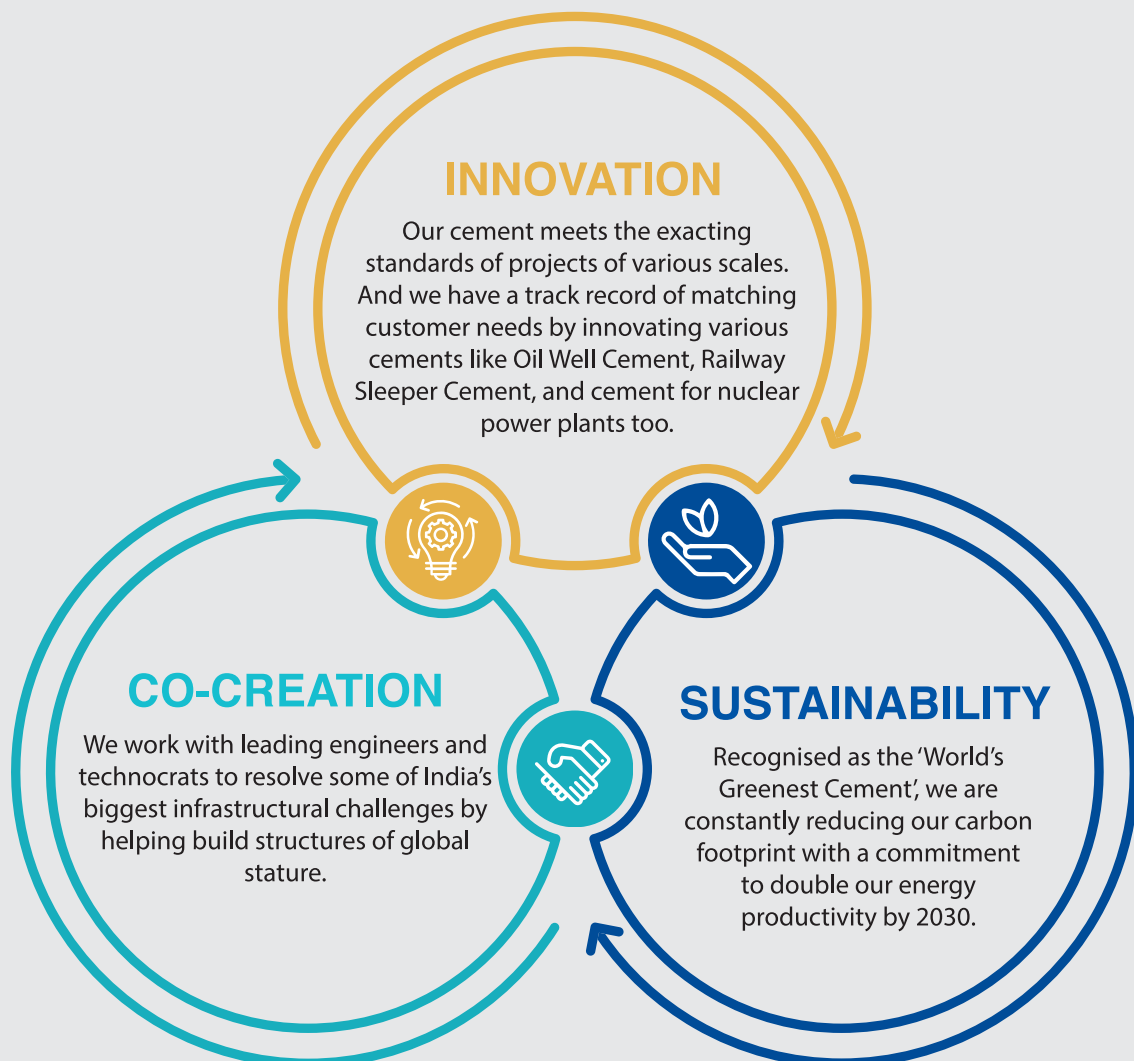 INNOVATION
Our cement meets the exacting
standards of projects of various scales.
And we have a track record of matching
customer needs by innovating various
cements like Oil Well Cement, Railway
Sleeper Cement, and cement for nuclear
power plants too.
CO-CREATION
We work with leading engineers and
technocrats to resolve some of India’s
biggest infrastructural challenges by
helping build structures of global
stature.
SUSTAINABILITY
Recognised as the ‘World’s
Greenest Cement’, we are
constantly reducing our carbon
footprint with a commitment
to double our energy
productivity by 2030.